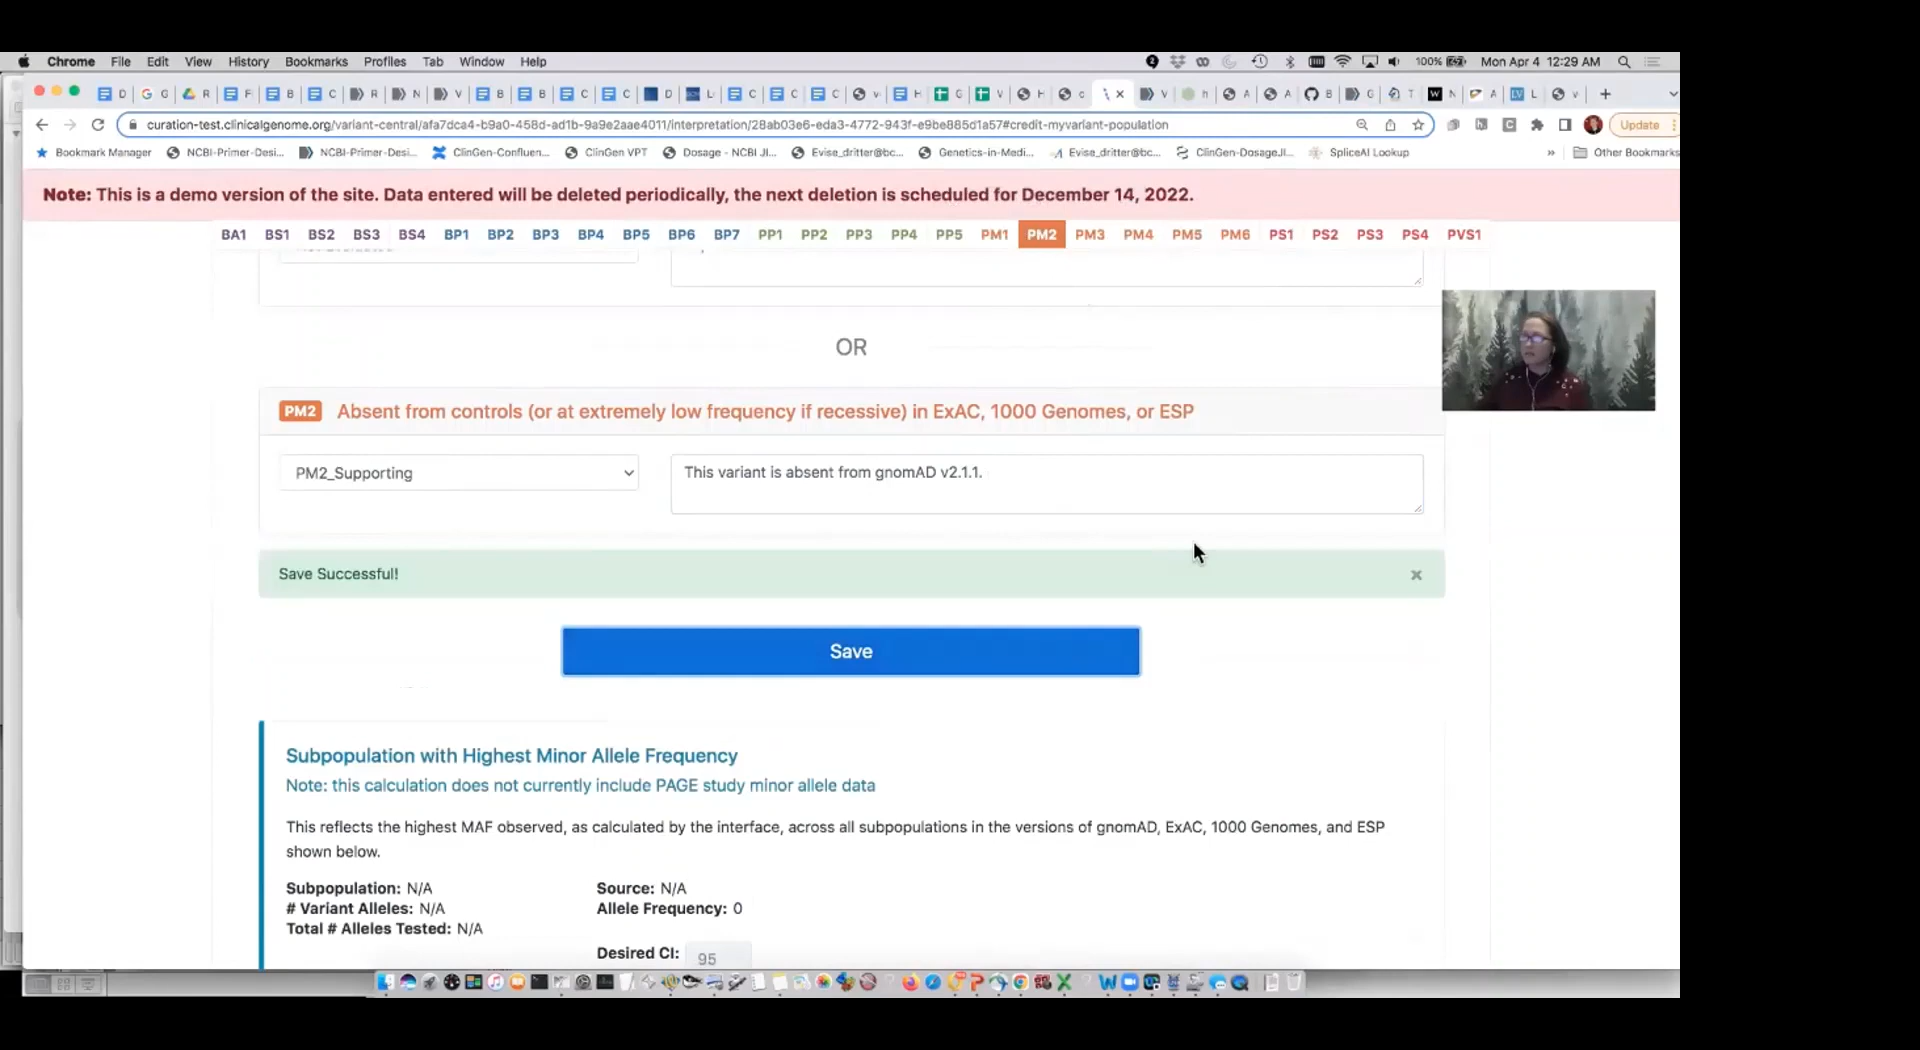 Chrome File Edit View History Bookmarks Profiles Tab Window Help 100% Mon Apr 4 12:29 AM
curation-test.clinicalgenome.org/variant-central/afa7dca4-b9a0-458d-ad1b-9a9e2aae4011/interpretation/28ab03e6-eda3-4772-943f-e9be885d1a57#credit-myvariant-population Update
Bookmark Manager NCBI-Primer-Desi... NCBI-Primer-Desi... ClinGen-Confluen... ClinGen VPT Dosage - NCBI JI... Evise_dritter@bc... Genetics-in-Medi... Evise_dritter@bc... ClinGen-DosageJI... SpliceAI Lookup » Other Bookmarks
Note: This is a demo version of the site. Data entered will be deleted periodically, the next deletion is scheduled for December 14, 2022.
BA1 BS1 BS2 BS3 BS4 BP1 BP2 BP3 BP4 BP5 BP6 BP7 PP1 PP2 PP3 PP4 PP5 PM1 PM2 PM3 PM4 PM5 PM6 PS1 PS2 PS3 PS4 PVS1
OR
PM2 Absent from controls (or at extremely low frequency if recessive) in ExAC, 1000 Genomes, or ESP
PM2_Supporting This variant is absent from gnomAD v2.1.1.
Save Successful! ×
Save
Subpopulation with Highest Minor Allele Frequency
Note: this calculation does not currently include PAGE study minor allele data
This reflects the highest MAF observed, as calculated by the interface, across all subpopulations in the versions of gnomAD, ExAC, 1000 Genomes, and ESP
shown below.
Subpopulation: N/A Source: N/A
# Variant Alleles: N/A Allele Frequency: 0
Total # Alleles Tested: N/A
Desired CI: 95